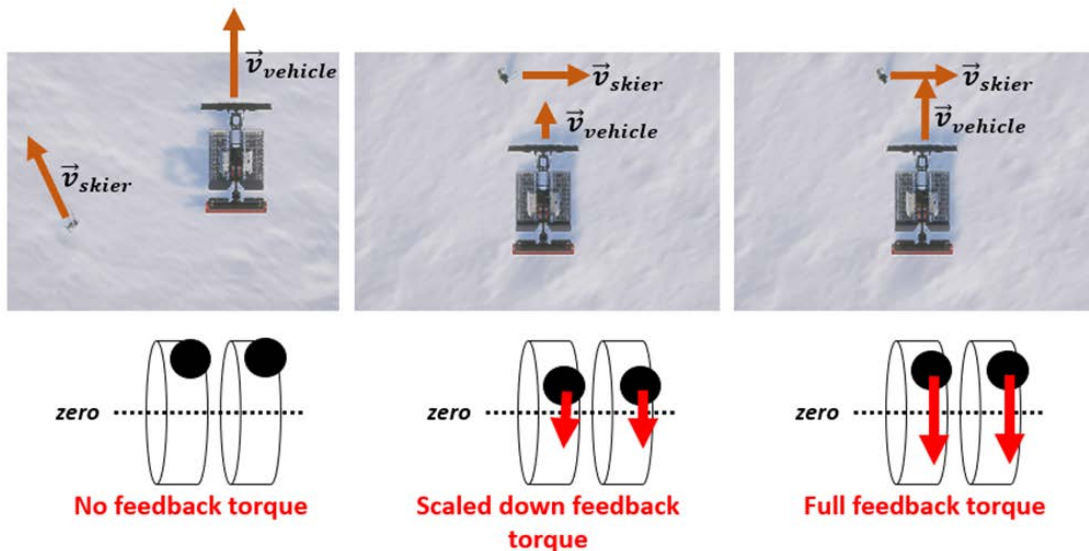 v vehicle
v skier
v skier
v vehicle
v skier
v vehicle
zero
zero
zero
No feedback torque
Scaled down feedback
torque
Full feedback torque